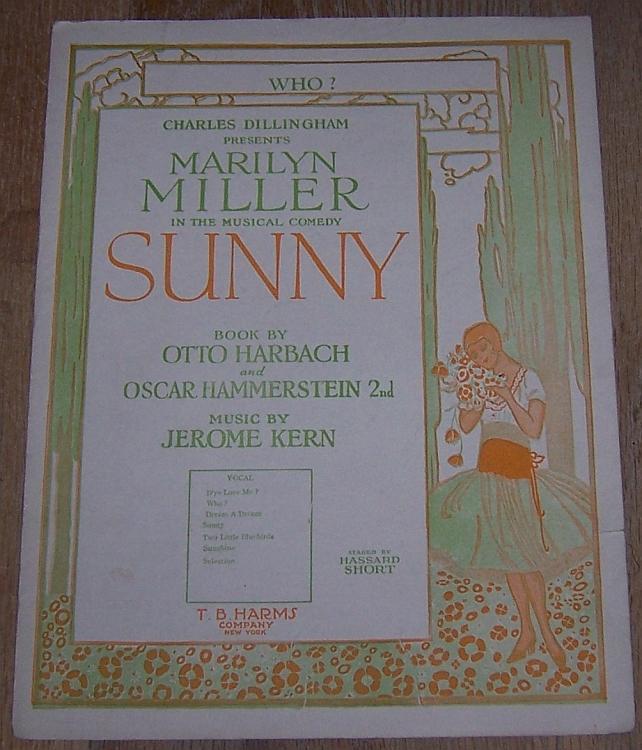 WHO?
CHARLES DILLINGHAM
PRESENTS
MARILYN
MILLER
IN THE MUSICAL COMEDY
SUNNY
BOOK BY
OTTO HARBACH
and
OSCAR HAMMERSTEIN 2nd
MUSIC BY
JEROME KERN
VOCAL
D'ye Love Me?
Who?
Dream A Dream
Sunny
Two Little Bluebirds
Sunshine
Selection
STAGED BY
HASSARD
SHORT
T. B. HARMS
COMPANY
NEW YORK